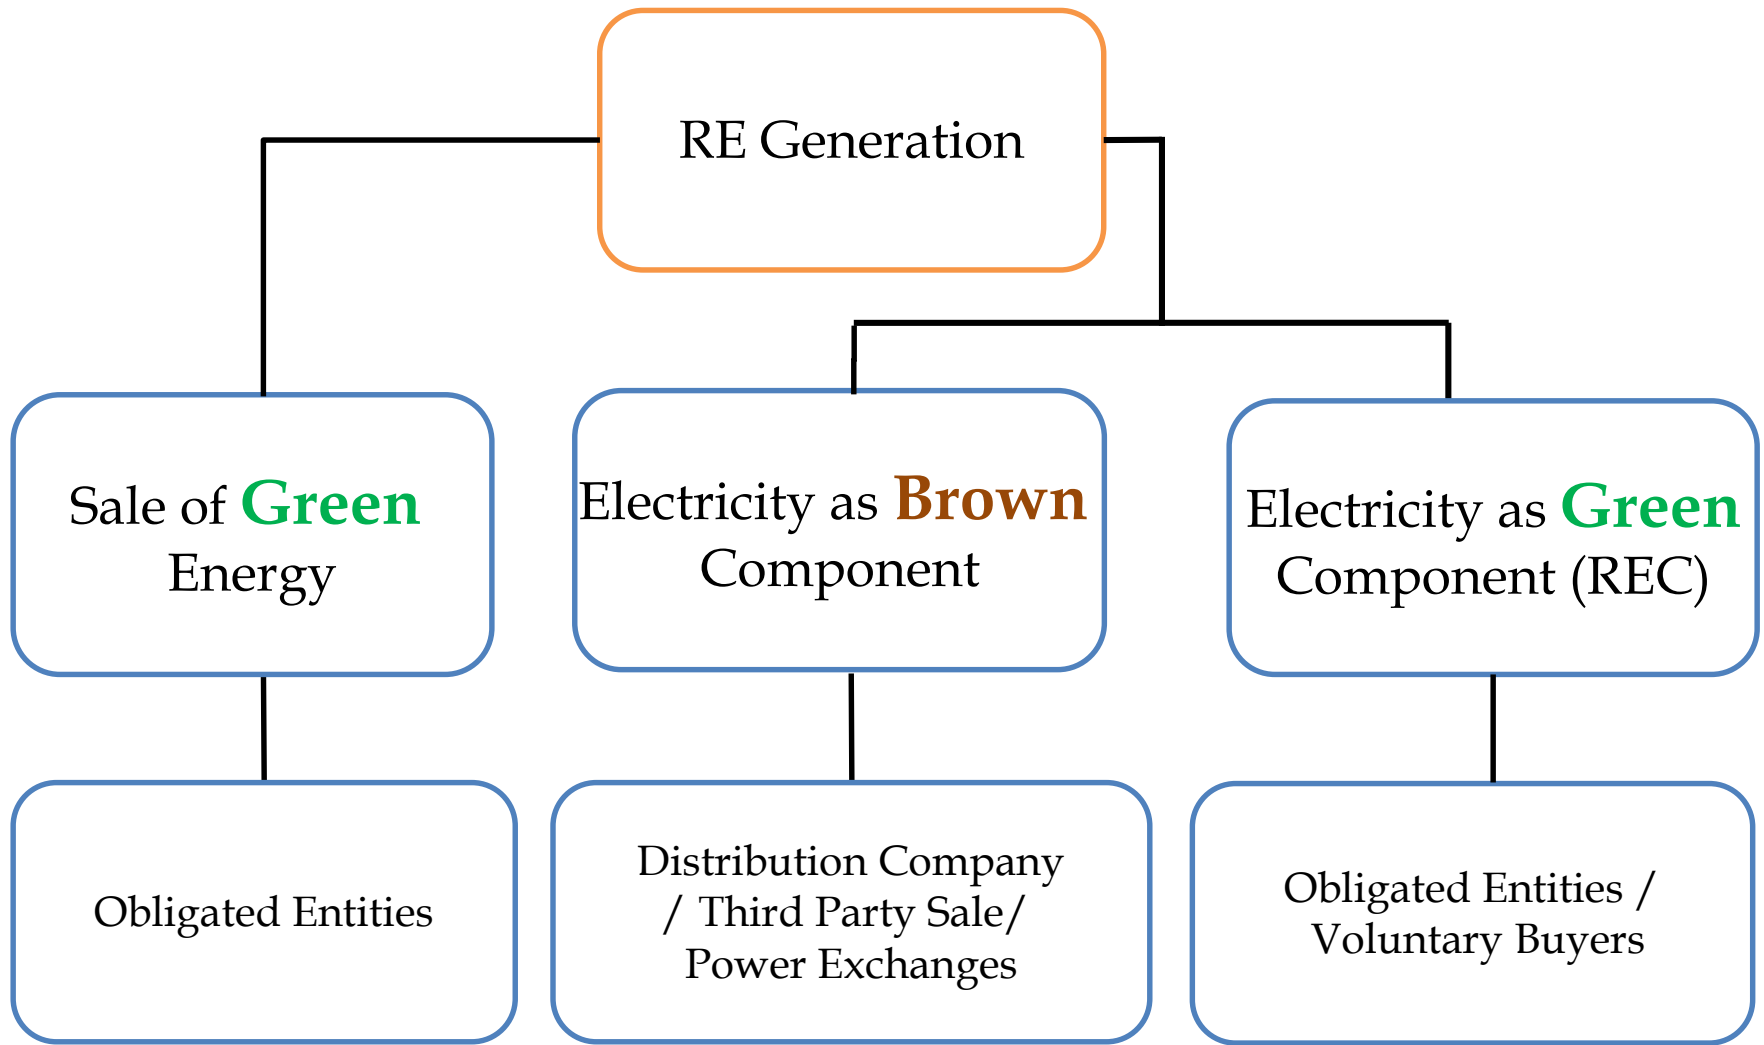 RE Generation
Sale of Green
Energy
Electricity as Brown
Component
Electricity as Green
Component (REC)
Obligated Entities
Distribution Company
/ Third Party Sale/
Power Exchanges
Obligated Entities /
Voluntary Buyers